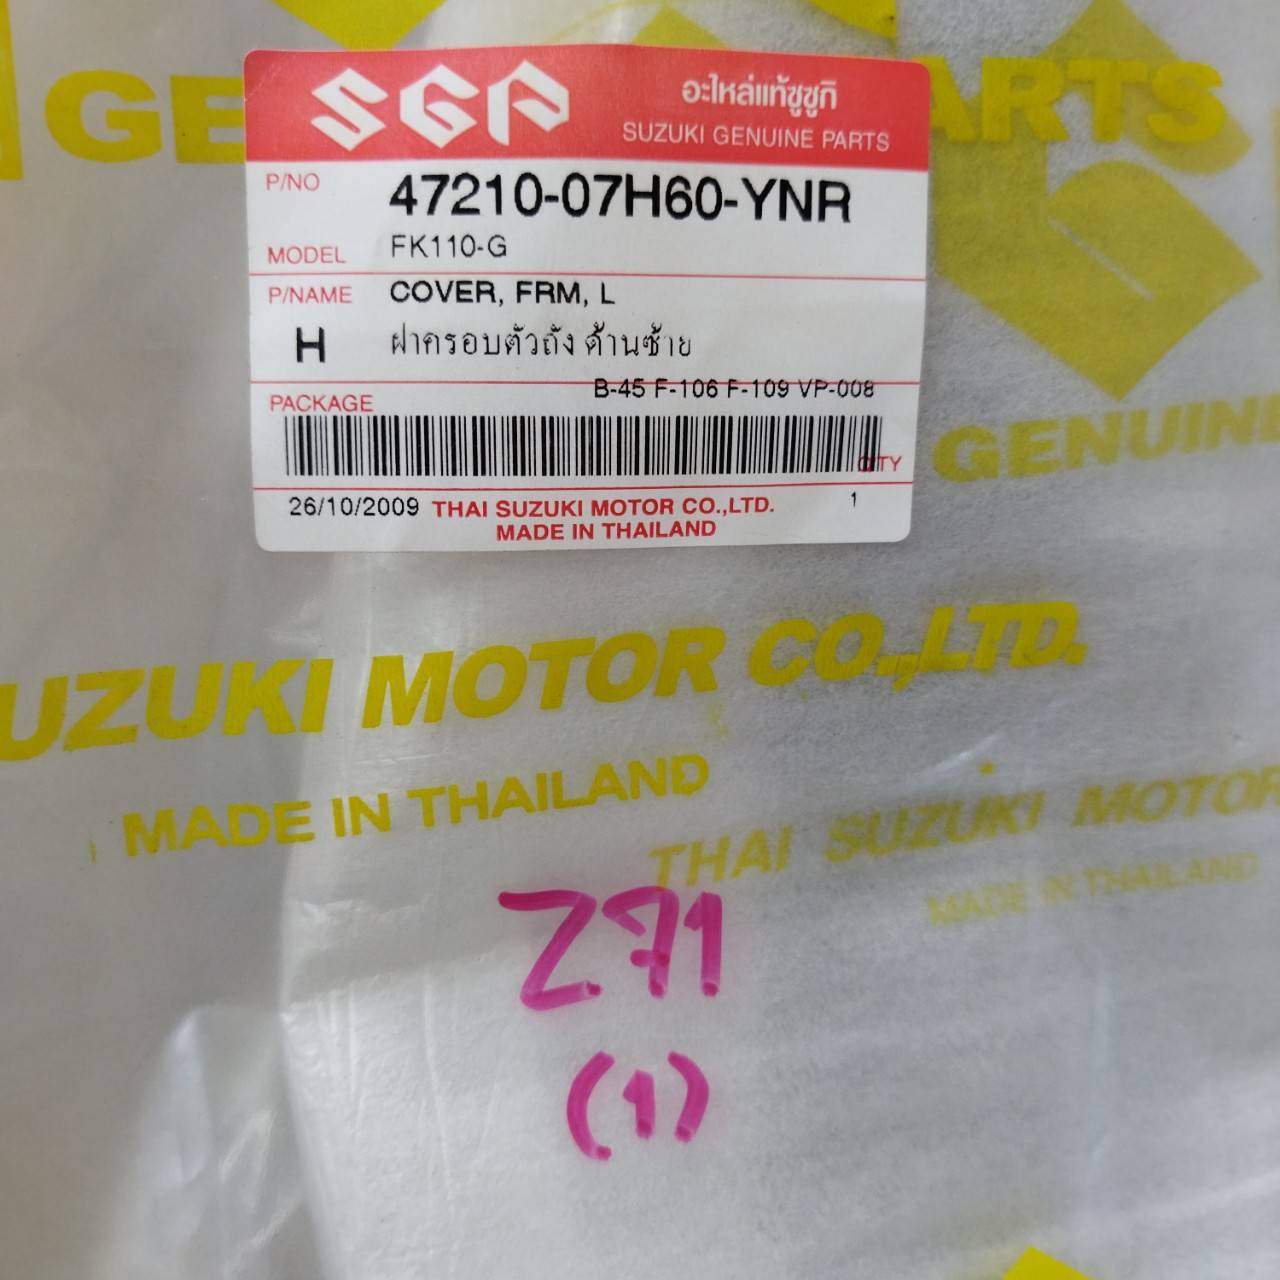 GE
PARTS
SGP
อะไหล่แท้ซูซูกิ
SUZUKI GENUINE PARTS
P/NO 47210-07H60-YNR
MODEL FK110-G
P/NAME COVER, FRM, L
H ฝาครอบตัวถัง ด้านซ้าย
B-45 F-106 F-109 VP-008
PACKAGE
Q'TY
26/10/2009 THAI SUZUKI MOTOR CO.,LTD. 1
MADE IN THAILAND
GENUINE
UZUKI MOTOR CO.,LTD.
MADE IN THAILAND
THAI SUZUKI MOTOR
MADE IN THAILAND
Z71
(1)